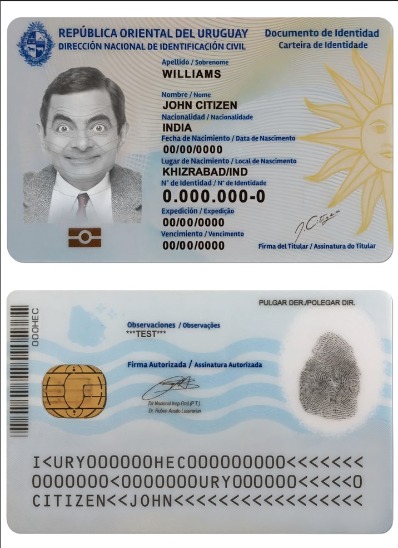 REPÚBLICA ORIENTAL DEL URUGUAY
DIRECCIÓN NACIONAL DE IDENTIFICACIÓN CIVIL
Documento de Identidad
Carteira de Identidade
Apellido / Sobrenome
WILLIAMS
Nombre / Nome
JOHN CITIZEN
Nacionalidad / Nacionalidade
INDIA
Fecha de Nacimiento / Data de Nascimento
00/00/0000
Lugar de Nacimiento / Local de Nascimento
KHIZRABAD/IND
N° de Identidad / N° de Identidade
0.000.000-0
Expedición / Expedição
00/00/0000
Vencimiento / Vencimento
00/00/0000
Firma del Titular / Assinatura do Titular
PULGAR DER./POLEGAR DIR.
000HEC
Observaciones / Observações
***TEST***
Firma Autorizada / Assinatura Autorizada
I<URY000000HEC000000000<<<<<<<
0000000<0000000URY000000<<<<<0
CITIZEN<<JOHN<<<<<<<<<<<<<<<<<